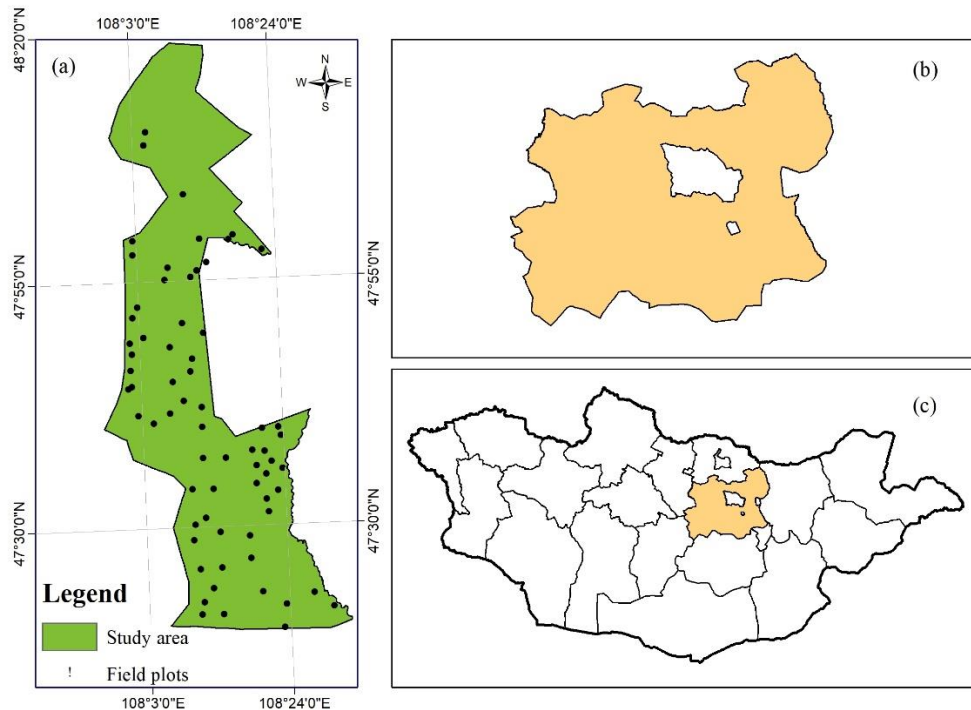 108°3'0"E
108°24'0"E
48°20'0"N
(a)
N
W
E
S
47°55'0"N
47°55'0"N
47°30'0"N
47°30'0"N
Legend
Study area
! Field plots
108°3'0"E
108°24'0"E
(b)
(c)